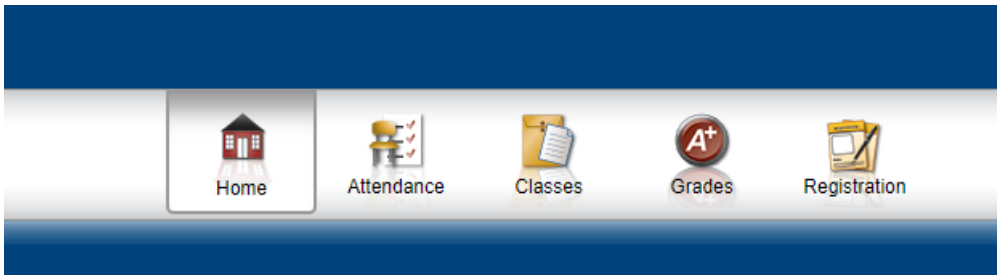 A+
Home
Attendance
Classes
Grades
Registration